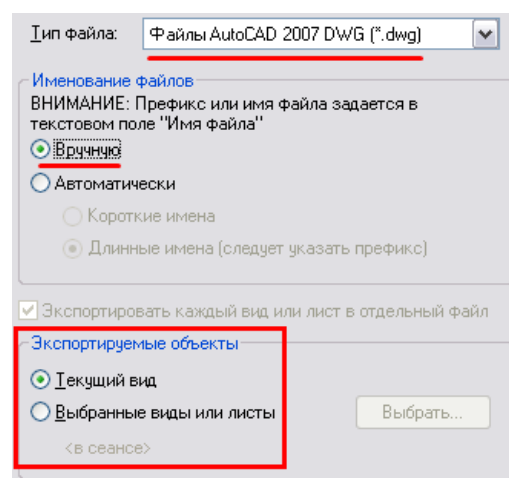 Тип файла: Файлы AutoCAD 2007 DWG (*.dwg)
Именование файлов
ВНИМАНИЕ: Префикс или имя файла задается в
текстовом поле "Имя файла"
Вручную
Автоматически
Короткие имена
Длинные имена (следует указать префикс)
Экспортировать каждый вид или лист в отдельный файл
Экспортируемые объекты
Текущий вид
Выбранные виды или листы Выбрать...
<в сеансе>